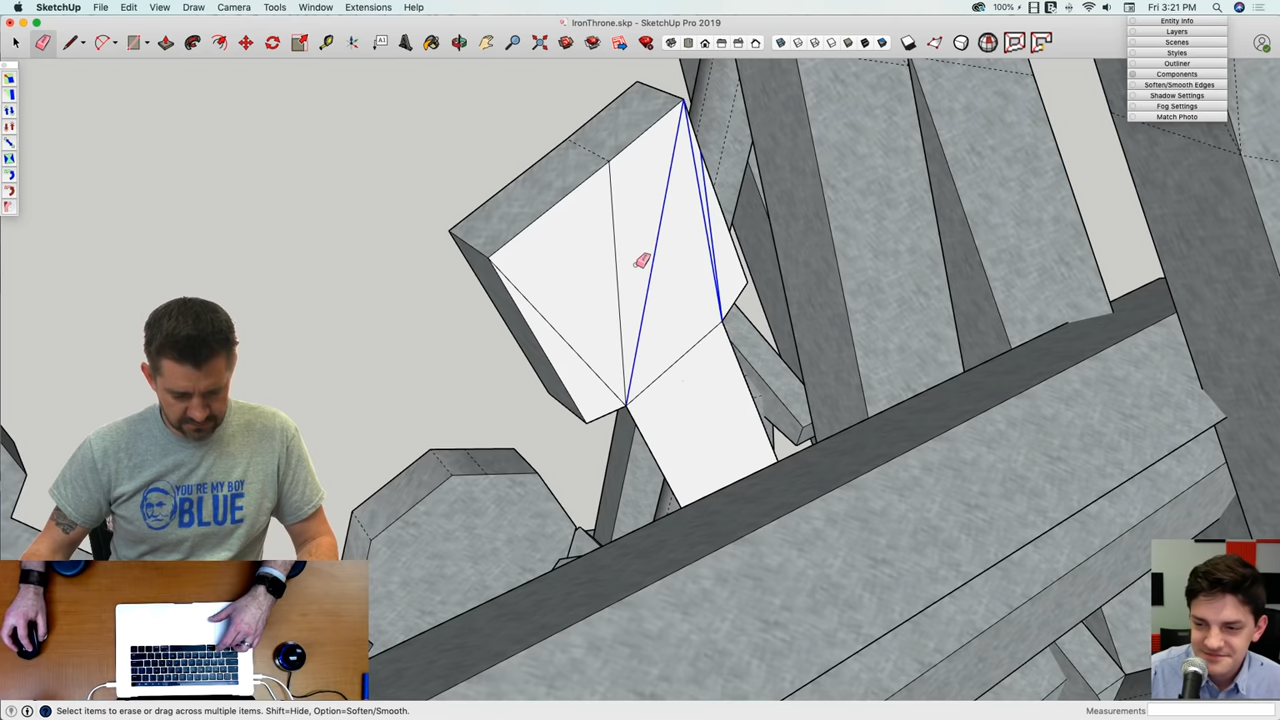 SketchUp File Edit View Draw Camera Tools Window Extensions Help
100% Fri 3:21 PM
IronThrone.skp - SketchUp Pro 2019
Entity Info
Layers
Scenes
Styles
Outliner
Components
Soften/Smooth Edges
Shadow Settings
Fog Settings
Match Photo
YOU'RE MY BOY
BLUE
Select items to erase or drag across multiple items. Shift=Hide, Option=Soften/Smooth.
Measurements